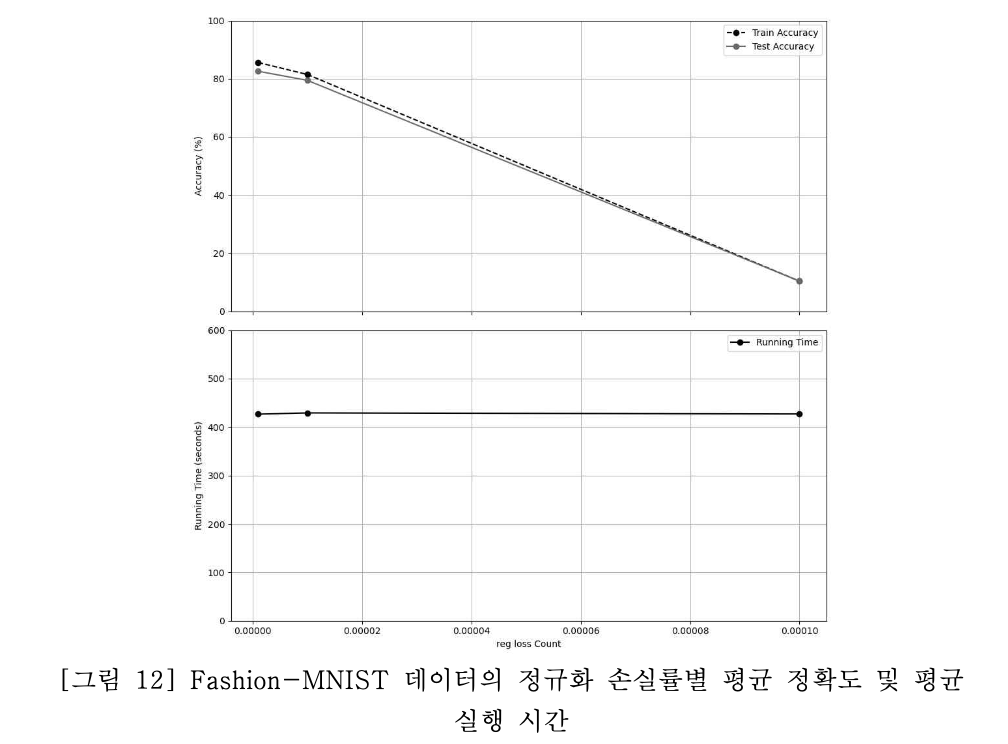 100
80
60
40
20
0
Accuracy (%)
Train Accuracy
Test Accuracy
600
500
400
300
200
100
0
Running Time (seconds)
Running Time
0.00000 0.00002 0.00004 0.00006 0.00008 0.00010
reg loss Count
[그림 12] Fashion-MNIST 데이터의 정규화 손실률별 평균 정확도 및 평균
실행 시간